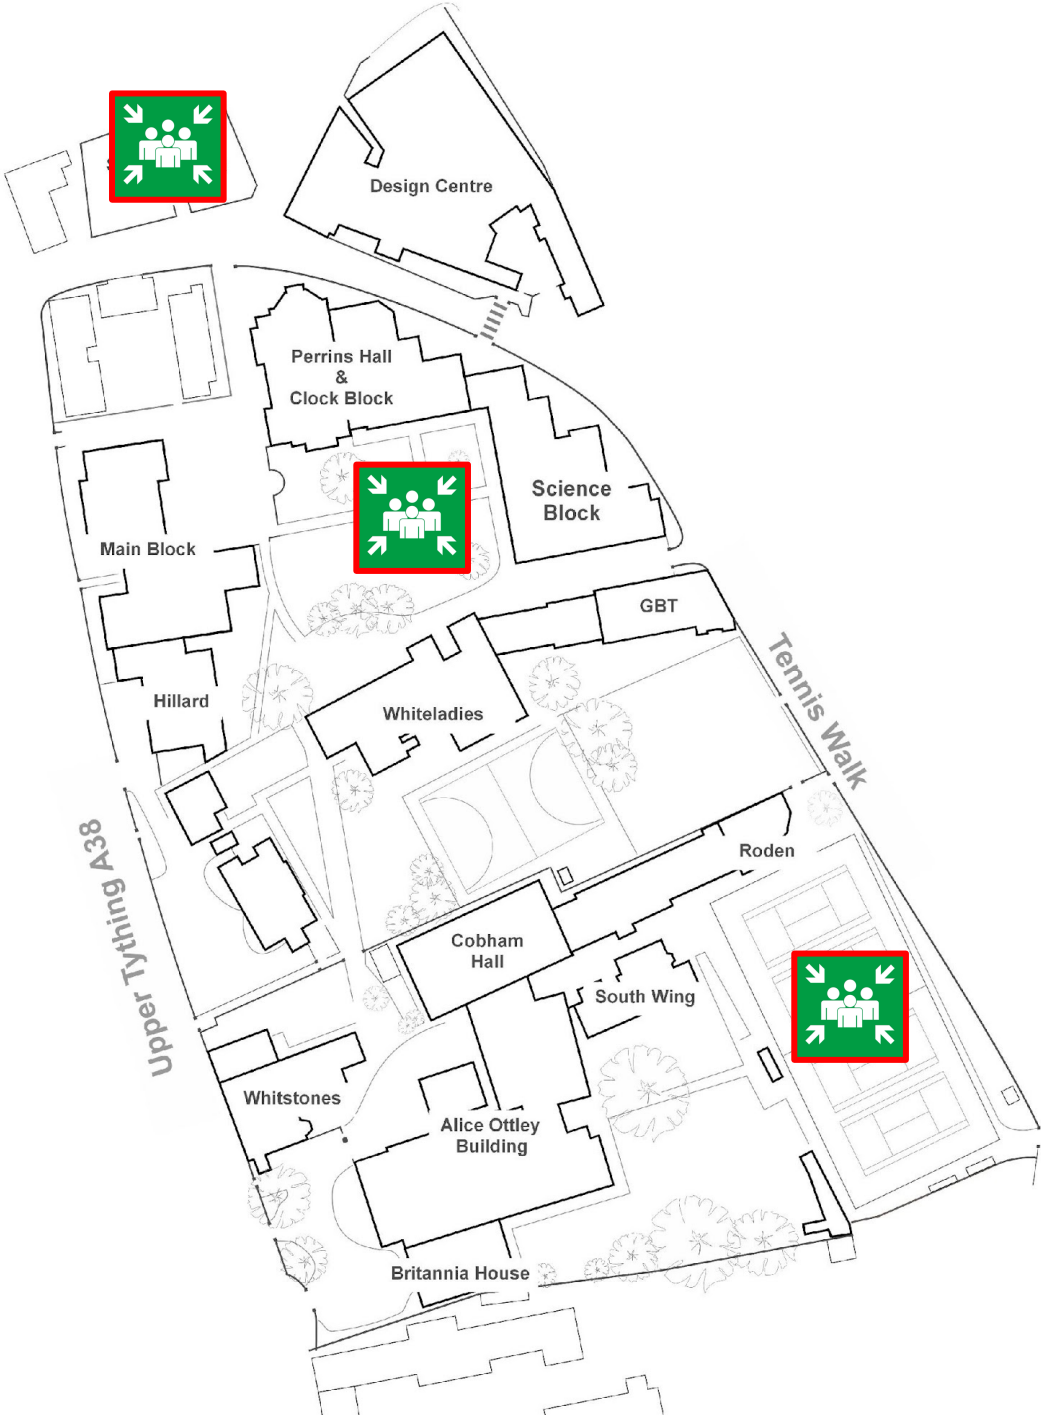 Design Centre
Perrins Hall
&
Clock Block
Science
Block
Main Block
GBT
Tennis Walk
Hillard
Whiteladies
Upper Tything A38
Roden
Cobham
Hall
South Wing
Whitstones
Alice Ottley
Building
Britannia House